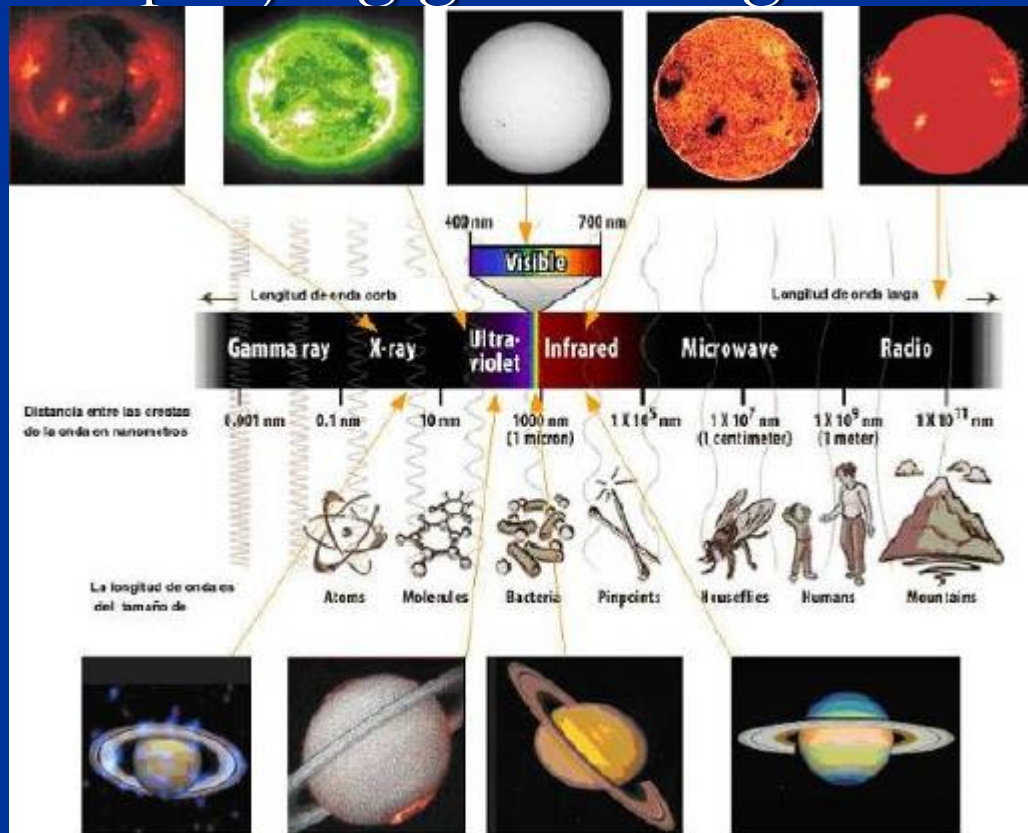 400 nm 700 nm
Visible
Longitud de onda corta Longitud de onda larga
Gamma ray X-ray Ultra-violet Infrared Microwave Radio
Distancia entre las crestas
de la onda en nanometros
0.001 nm 0.1 nm 10 nm 1000 nm 1 X 10⁵ nm 1 X 10⁷ nm 1 X 10⁹ nm 1 X 10¹¹ nm
(1 micron) (1 centimeter) (1 meter)
La longitud de onda es
del tamaño de
Atoms Molecules Bacteria Pinpoints Houseflies Humans Mountains